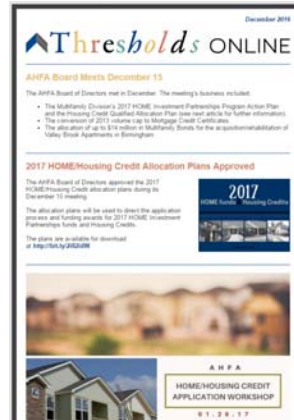 December 2016
Thresholds ONLINE
AHFA Board Meets December 15
The AHFA Board of Directors met in December. The meeting's business included:
• The Multifamily Division's 2017 HOME Investment Partnerships Program Action Plan
and the Housing Credit Qualified Allocation Plan (see next article for further information)
• The conversion of 2013 volume cap to Mortgage Credit Certificates.
• The allocation of up to $14 million in Multifamily Bonds for the acquisition/rehabilitation of
Valley Brook Apartments in Birmingham
2017 HOME/Housing Credit Allocation Plans Approved
The AHFA Board of Directors approved the 2017
HOME/Housing Credit allocation plans during its
December 15 meeting.
The allocation plans will be used to direct the application
process and funding awards for 2017 HOME Investment
Partnerships funds and Housing Credits.
The plans are available for download
at
2017
HOME Funds Housing Credits
AHFA
HOME/HOUSING CREDIT
APPLICATION WORKSHOP